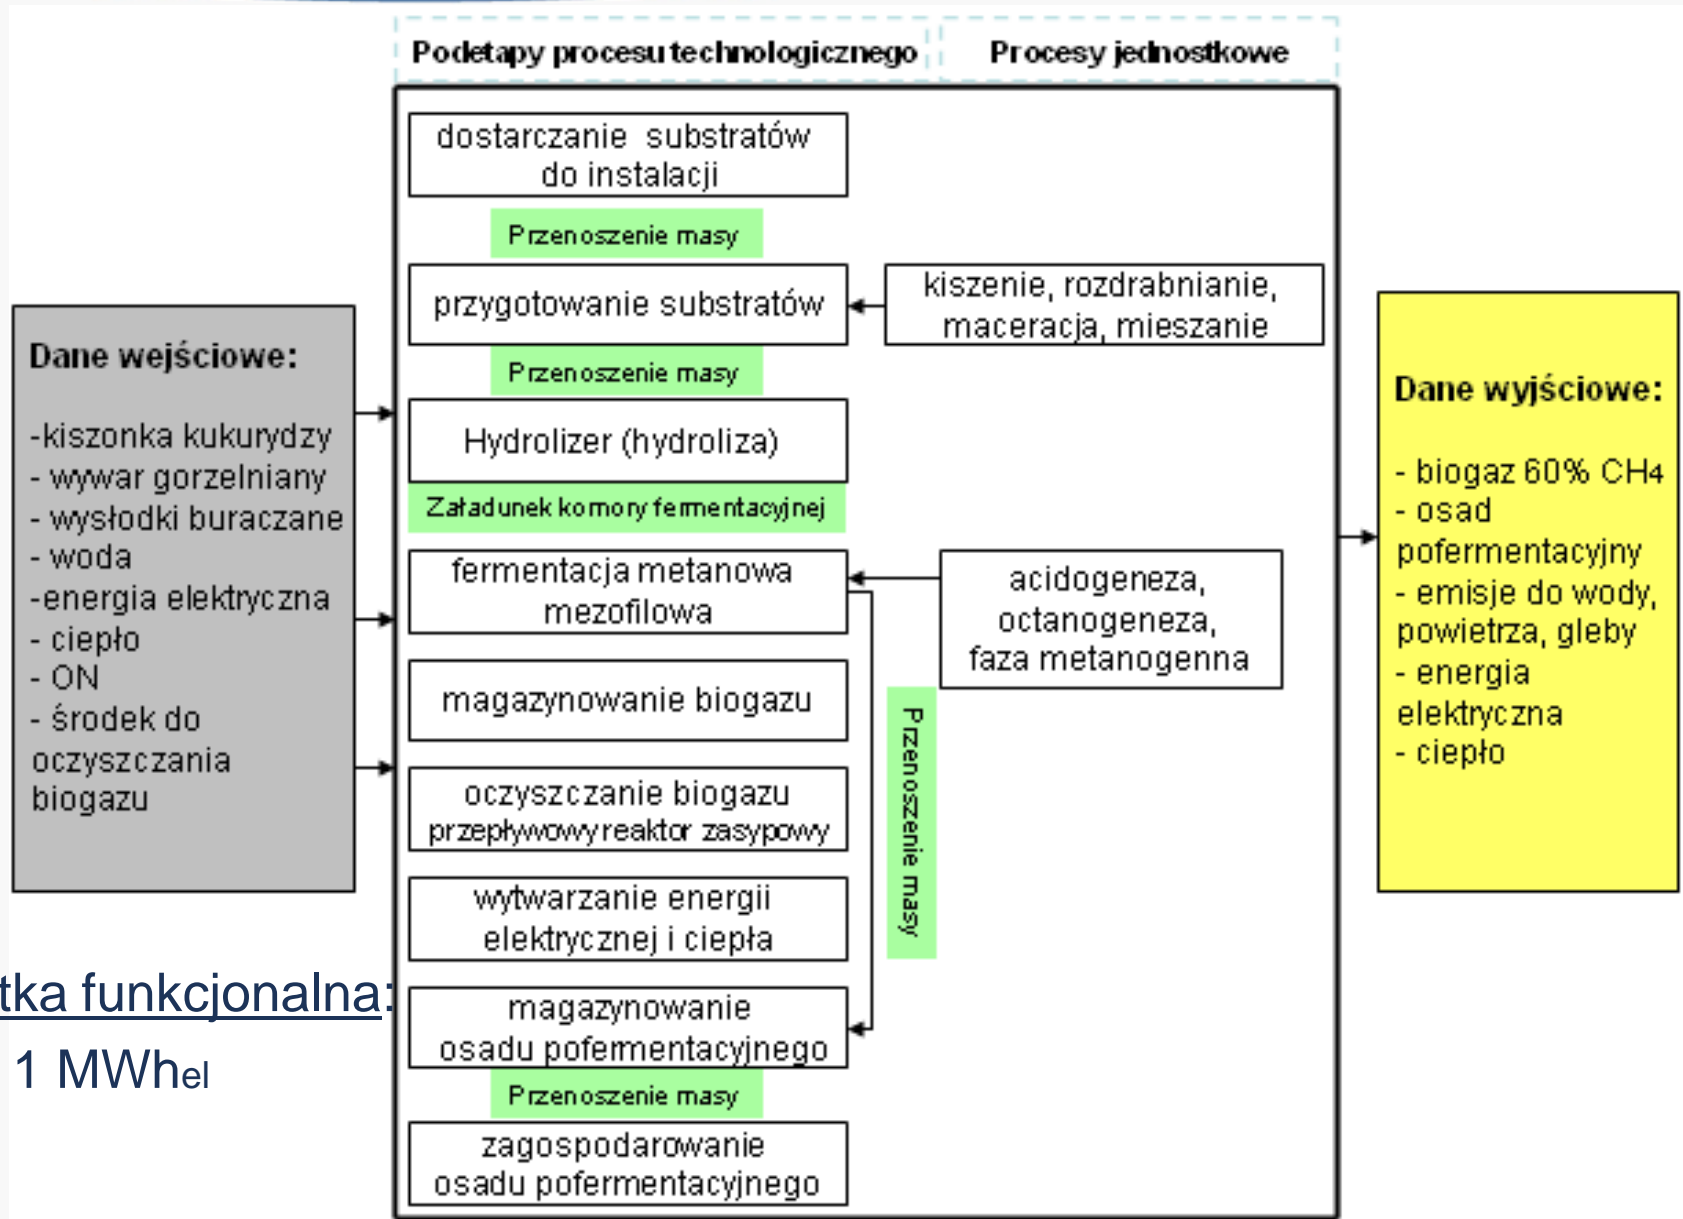 Podetapy procesu technologicznego
Procesy jednostkowe
dostarczanie substratów
do instalacji
Przenoszenie masy
przygotowanie substratów
kiszenie, rozdrabnianie,
maceracja, mieszanie
Przenoszenie masy
Hydrolizer (hydroliza)
Załadunek komory fermentacyjnej
fermentacja metanowa
mezofilowa
acidogeneza,
octanogeneza,
faza metanogenna
magazynowanie biogazu
Przenoszenie masy
oczyszczanie biogazu
przepływowy reaktor zasypowy
wytwarzanie energii
elektrycznej i ciepła
magazynowanie
osadu pofermentacyjnego
Przenoszenie masy
zagospodarowanie
osadu pofermentacyjnego
Dane wejściowe:
-kiszonka kukurydzy
- wywar gorzelniany
- wysłodki buraczane
- woda
-energia elektryczna
- ciepło
- ON
- środek do
oczyszczania
biogazu
Dane wyjściowe:
- biogaz 60% CH4
- osad
pofermentacyjny
- emisje do wody,
powietrza, gleby
- energia
elektryczna
- ciepło
tka funkcjonalna:
1 MWhel